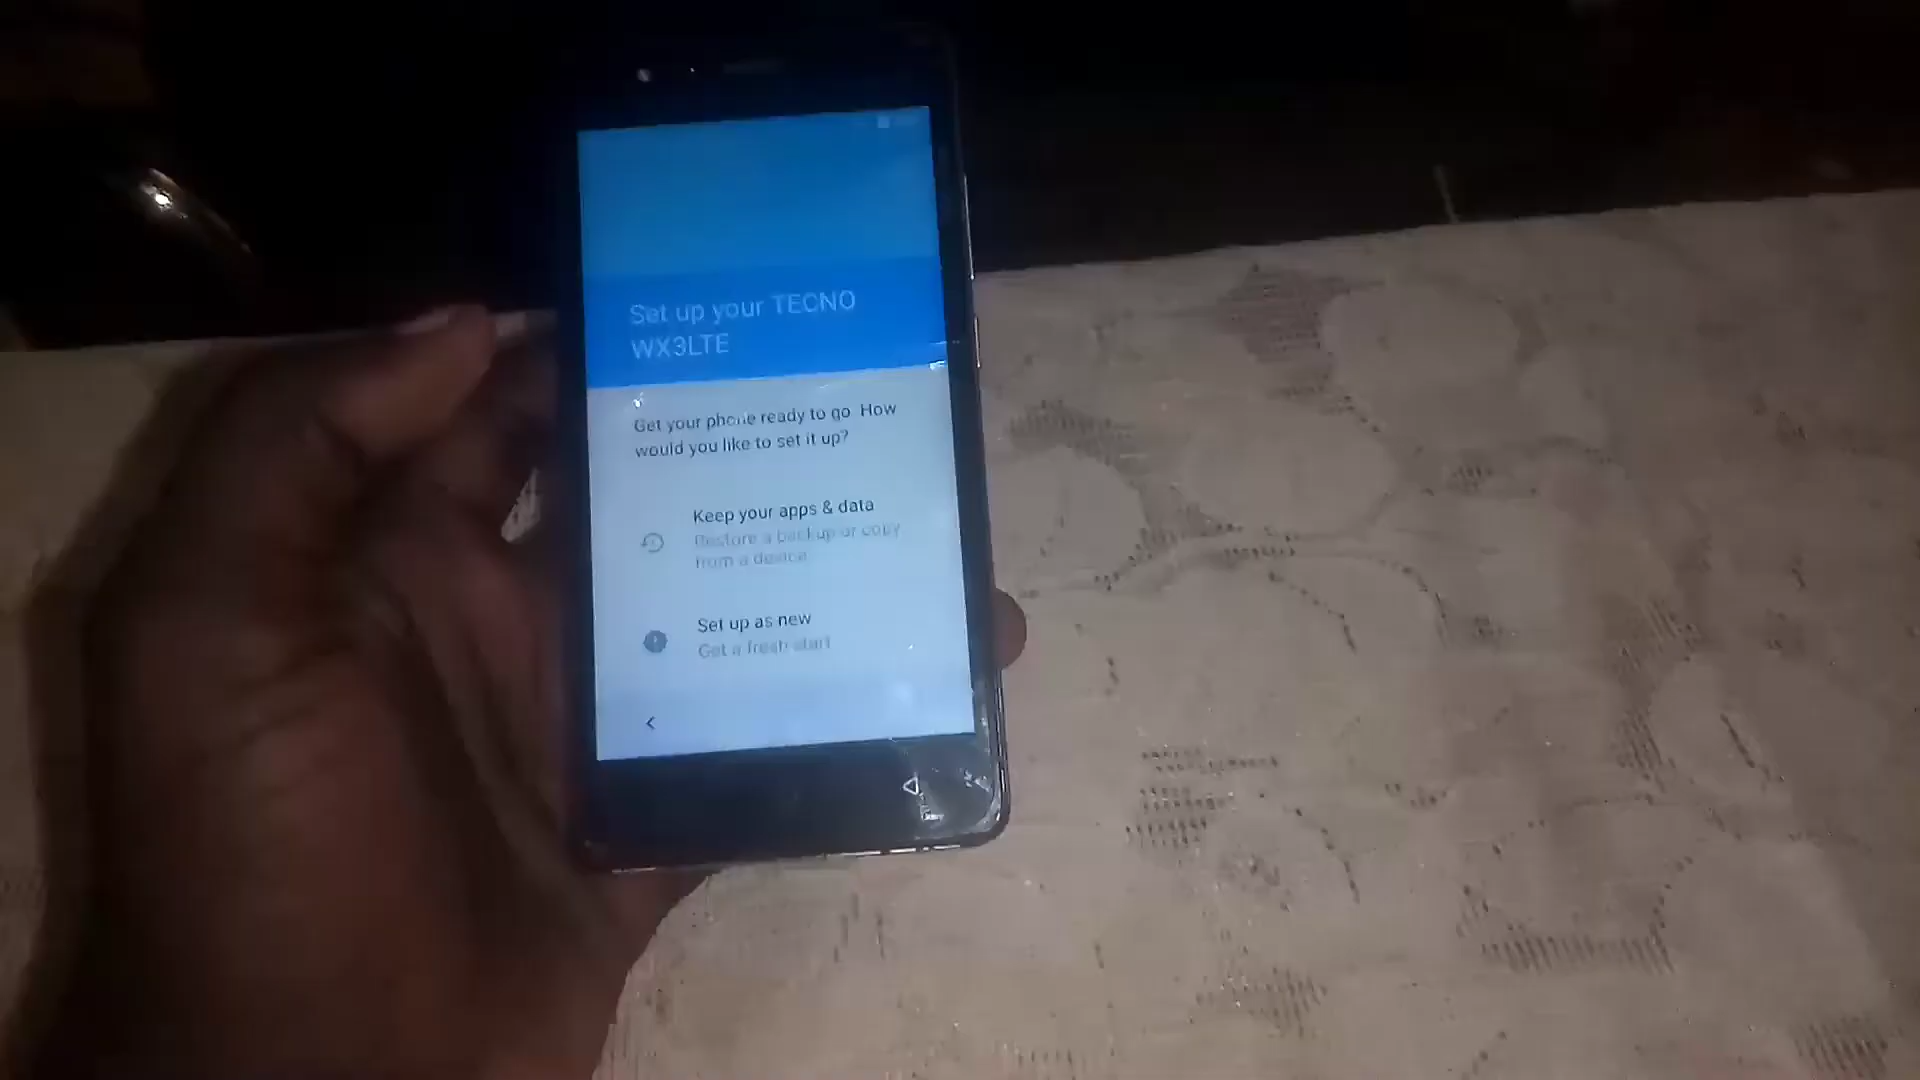 Set up your TECNO
WX3LTE
Get your phone ready to go. How
would you like to set it up?
Keep your apps & data
Restore a backup or copy
from a device
Set up as new
Get a fresh start